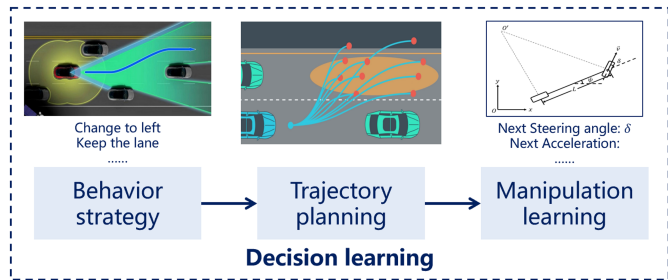 Change to left
Keep the lane
......
O'
v
δ
ψ
L
y
O
x
Next Steering angle: δ
Next Acceleration:
......
Behavior
strategy
Trajectory
planning
Manipulation
learning
Decision learning